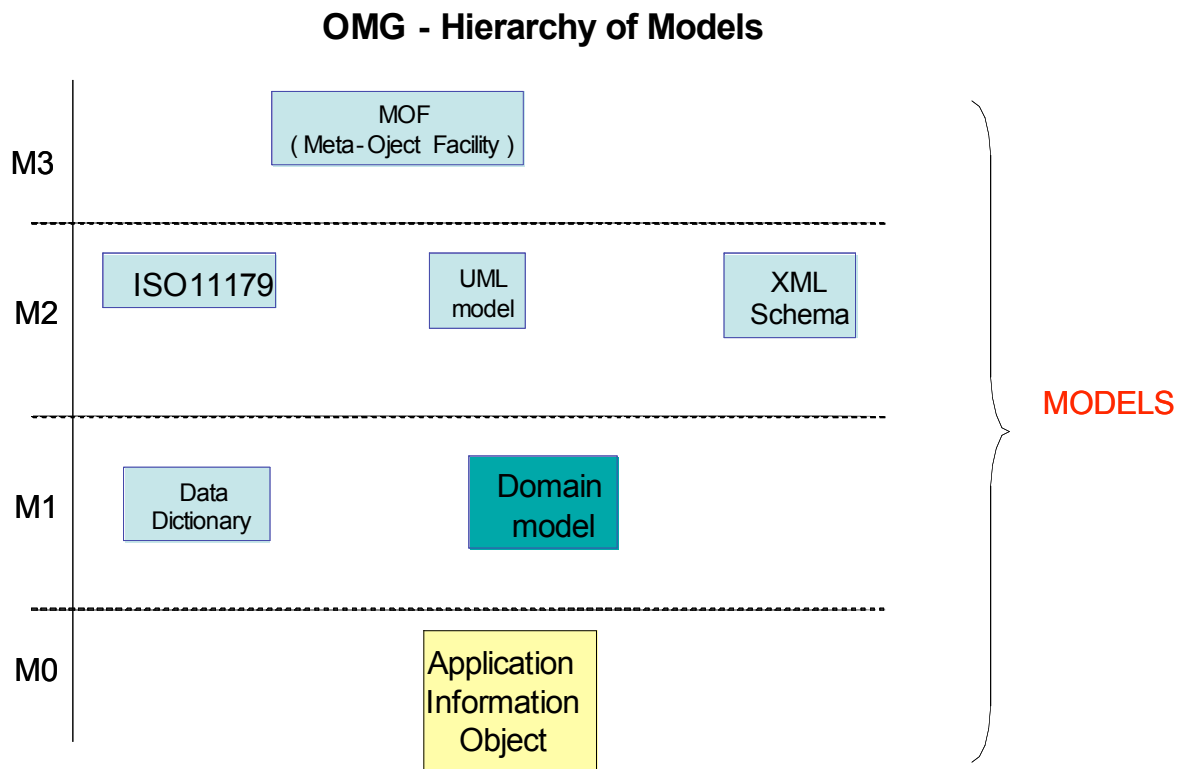 OMG - Hierarchy of Models
MOF
( Meta-Oject Facility )
M3
ISO11179
UML
model
XML
Schema
M2
MODELS
Data
Dictionary
Domain
model
M1
M0
Application
Information
Object